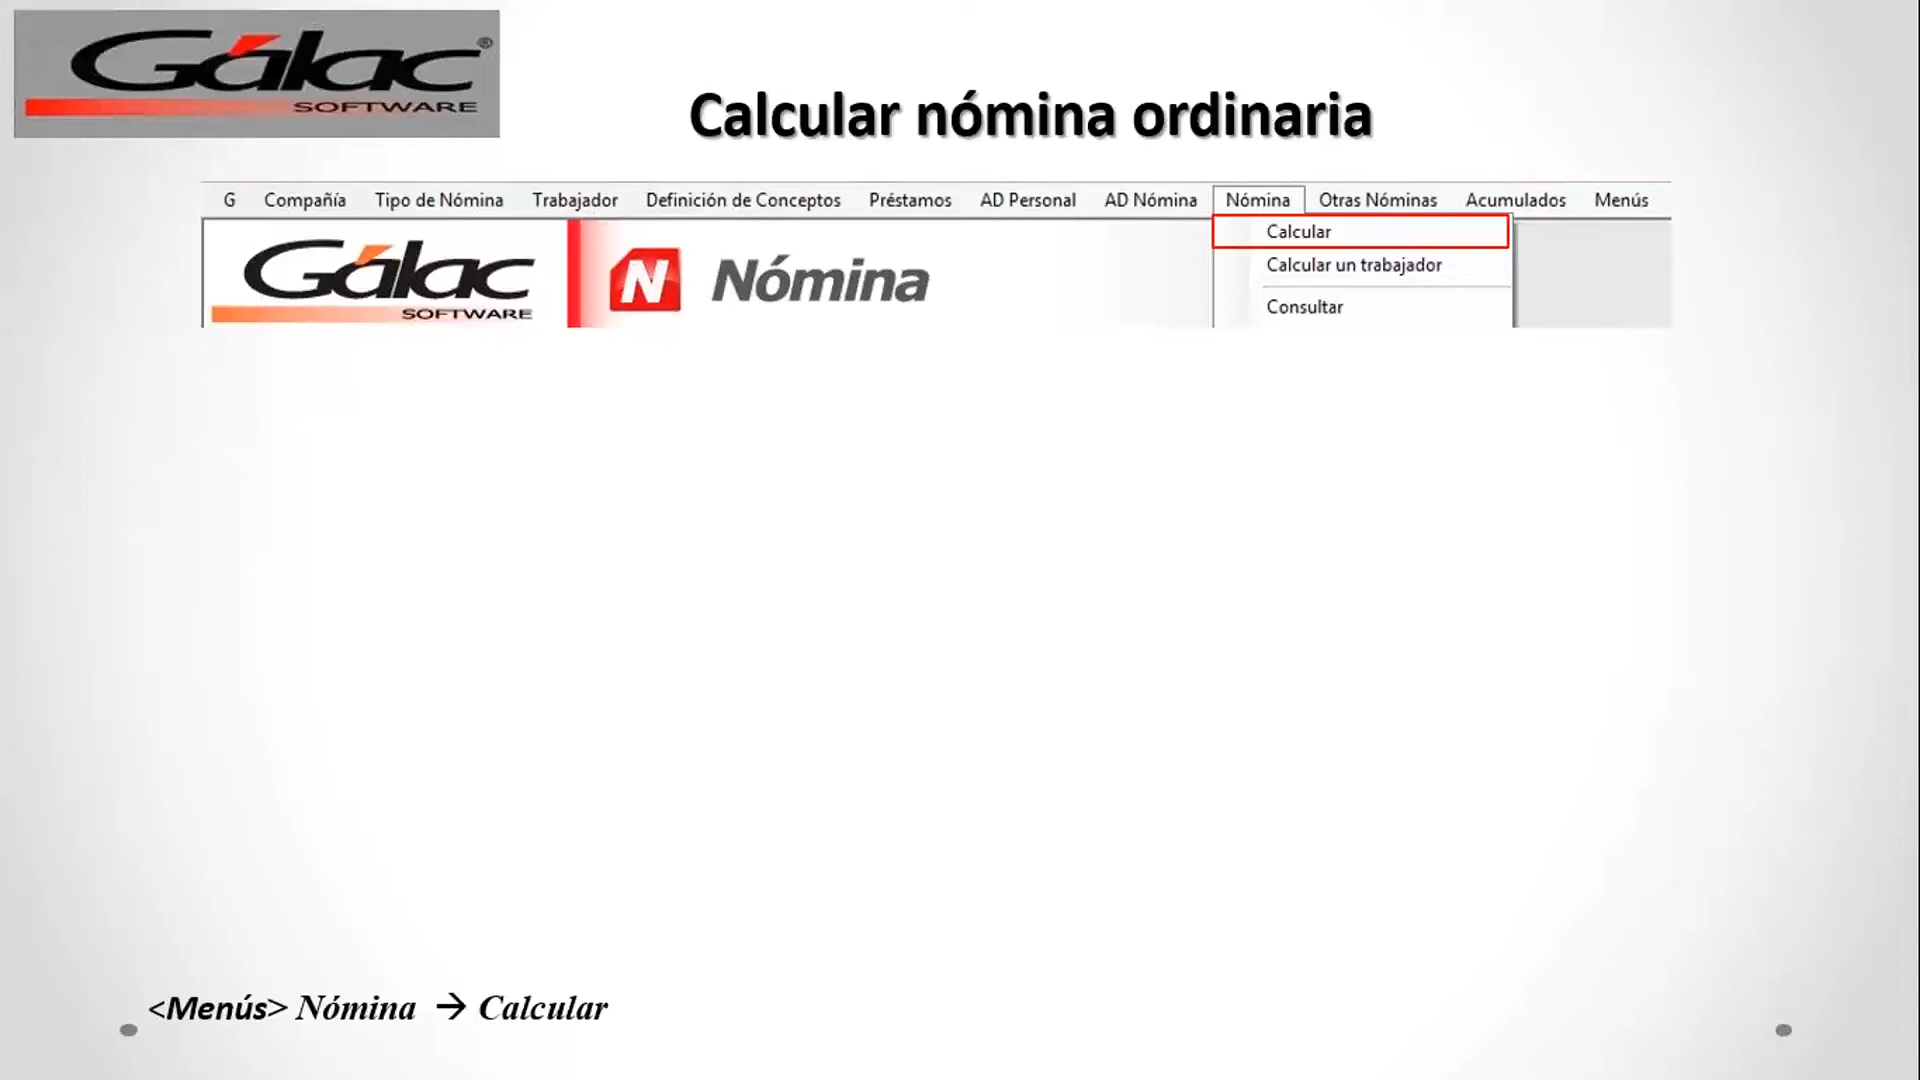 Gálac®
SOFTWARE
Calcular nómina ordinaria
G Compañía Tipo de Nómina Trabajador Definición de Conceptos Préstamos AD Personal AD Nómina Nómina Otras Nóminas Acumulados Menús
Calcular
Calcular un trabajador
Consultar
Gálac
SOFTWARE
N Nómina
<Menús> Nómina → Calcular